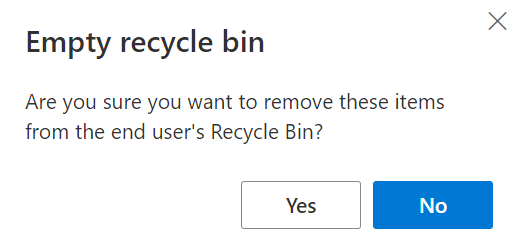 Empty recycle bin
Are you sure you want to remove these items
from the end user's Recycle Bin?
Yes
No